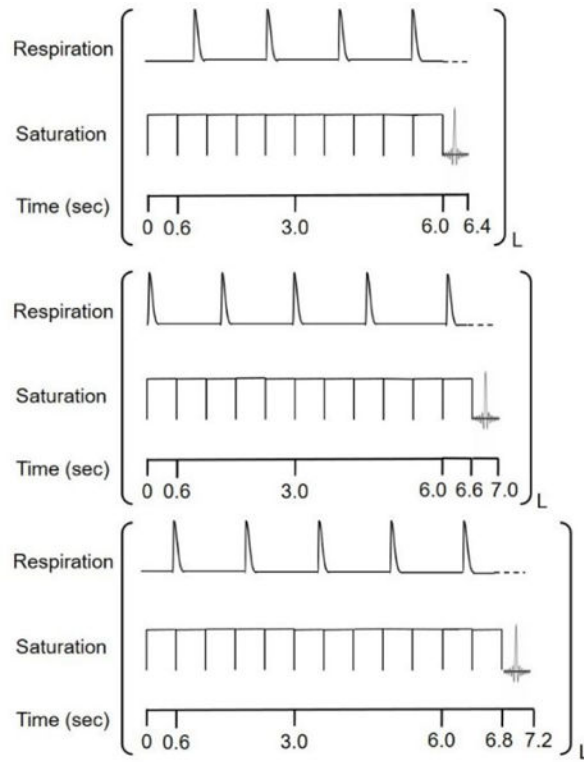 Respiration
Saturation
Time (sec)
0 0.6 3.0 6.0 6.4
L
Respiration
Saturation
Time (sec)
0 0.6 3.0 6.0 6.6 7.0
L
Respiration
Saturation
Time (sec)
0 0.6 3.0 6.0 6.8 7.2
L